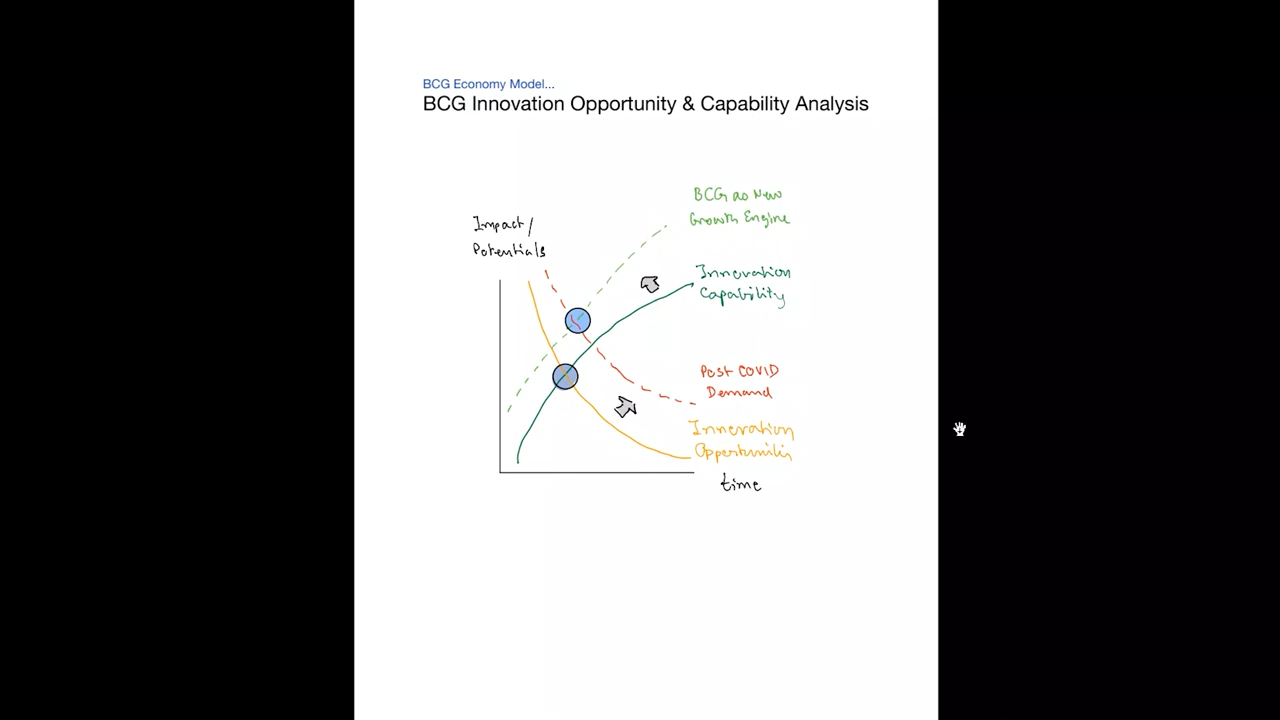 BCG Economy Model...
BCG Innovation Opportunity & Capability Analysis
BCG as New
Growth Engine
Impact/
Potentials
Innovation
Capability
Post COVID
Demand
Innovation
Opportunities
time